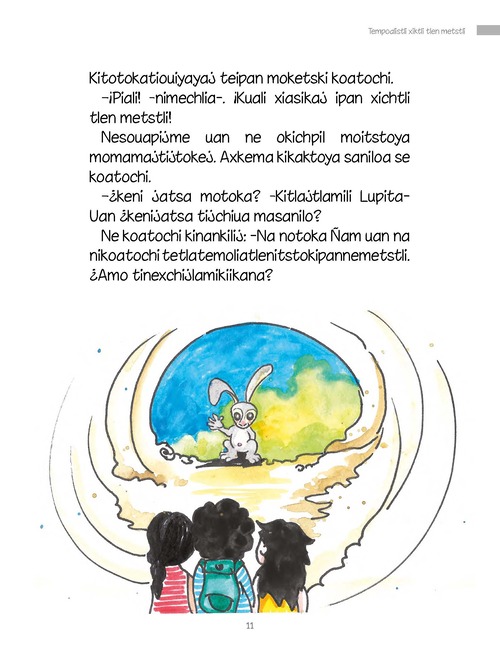 Tempoalistli xiktli tlen metstli
Kitotokatiouiyayaj teipan moketski koatochi.
–¡Piali! -nimechlia-. ¡Kuali xiasikaj ipan xichtli
tlen metstli!
Nesouapisme uan ne okichpil moitstoya
momamajtijtokej. Axkema kikaktoya saniloa se
koatochi.
–¿keni jatsa motoka? -Kitlajtlamili Lupita-
Uan ¿kenijatsa tijchiua masanilo?
Ne koatochi kinankilij: -Na notoka Ñam uan na
nikoatochi tetlatemoliatlenitstokipannemetstli.
¿Amo tinexchijlamikiikana?
11